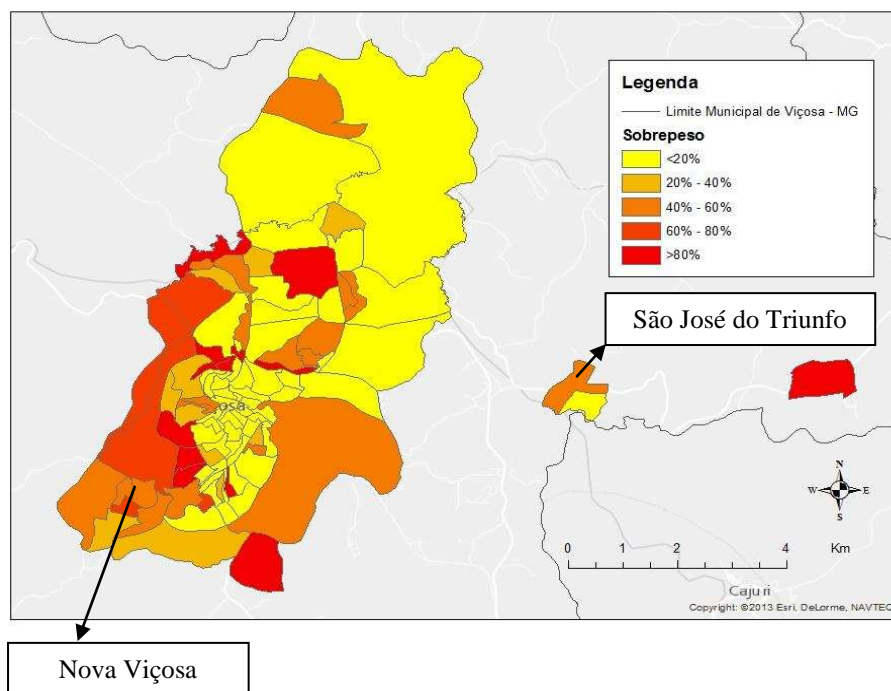 Legenda
Limite Municipal de Viçosa - MG
Sobrepeso
<20%
20% - 40%
40% - 60%
60% - 80%
>80%
São José do Triunfo
osa
N
W
E
S
0 1 2 4 Km
Cajuri
Copyright: ©2013 Esri, DeLorme, NAVTEQ
Nova Viçosa